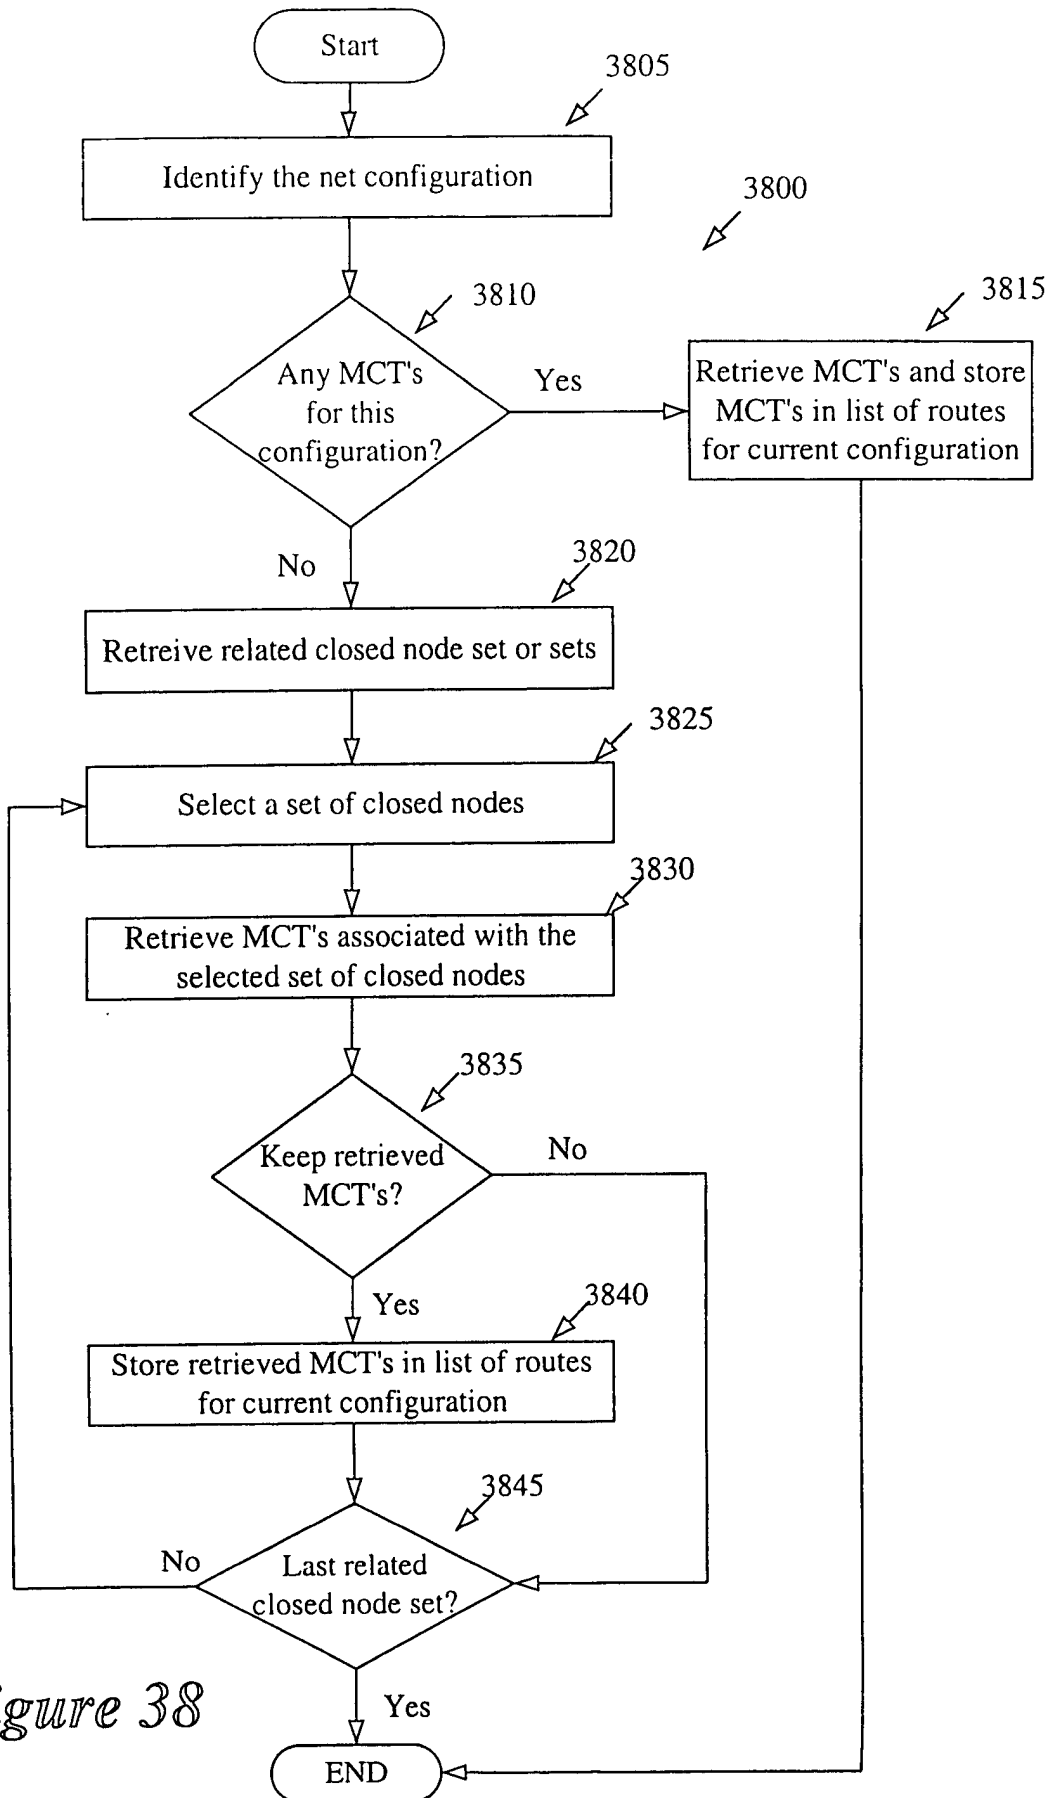 Start
3805
Identify the net configuration
3800
3810
Any MCT's
for this
configuration?
Yes
3815
Retrieve MCT's and store
MCT's in list of routes
for current configuration
No
3820
Retreive related closed node set or sets
3825
Select a set of closed nodes
3830
Retrieve MCT's associated with the
selected set of closed nodes
3835
Keep retrieved
MCT's?
No
Yes
3840
Store retrieved MCT's in list of routes
for current configuration
3845
No
Last related
closed node set?
Yes
igure 38
END